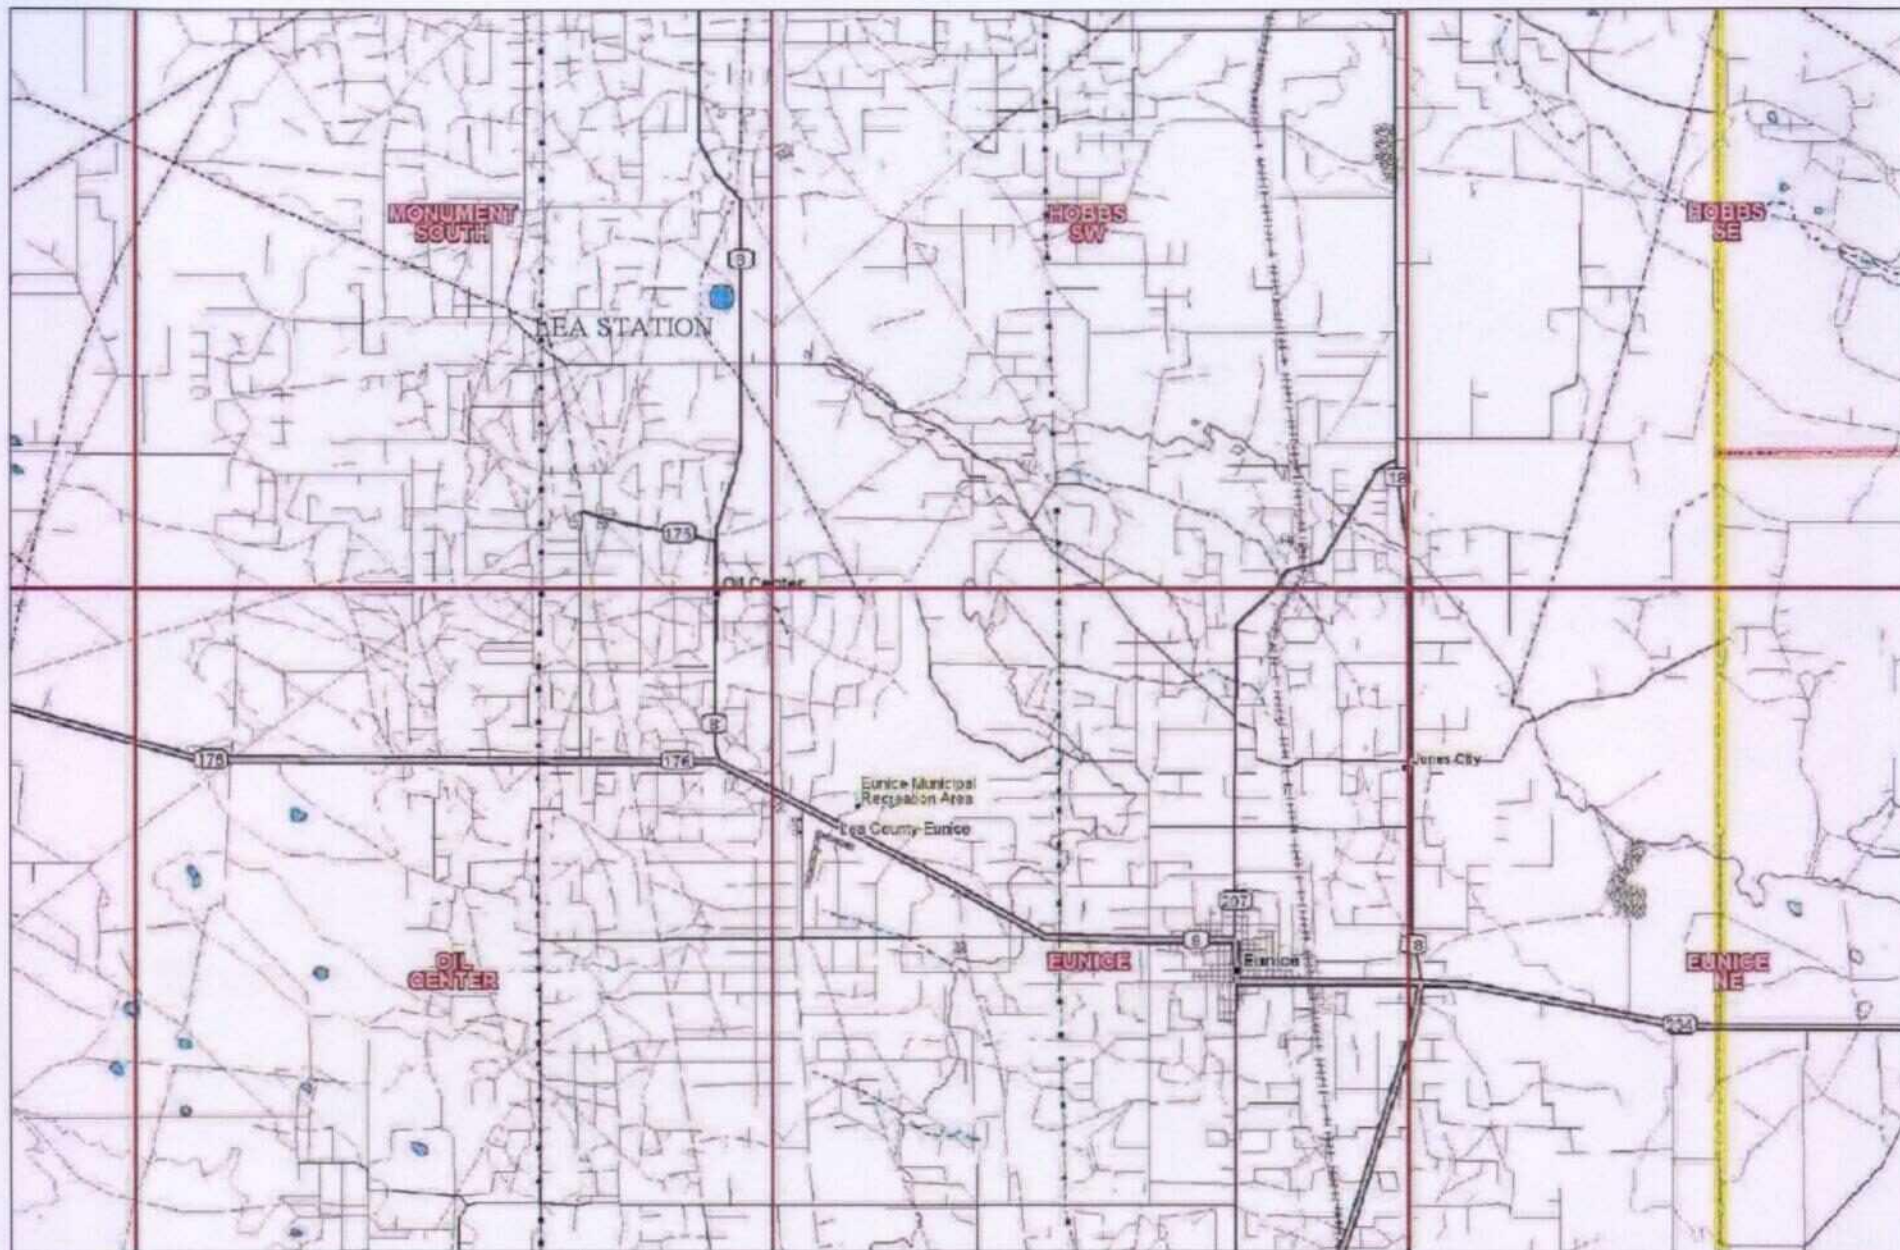 MONUMENT
SOUTH
HOBBS
SW
HOBBS
SE
8
LEA STATION
18
175
Oil Center
8
176
176
Jones City
Eunice Municipal
Recreation Area
Lea County-Eunice
207
8
8
OIL
CENTER
EUNICE
Eunice
EUNICE
NE
234